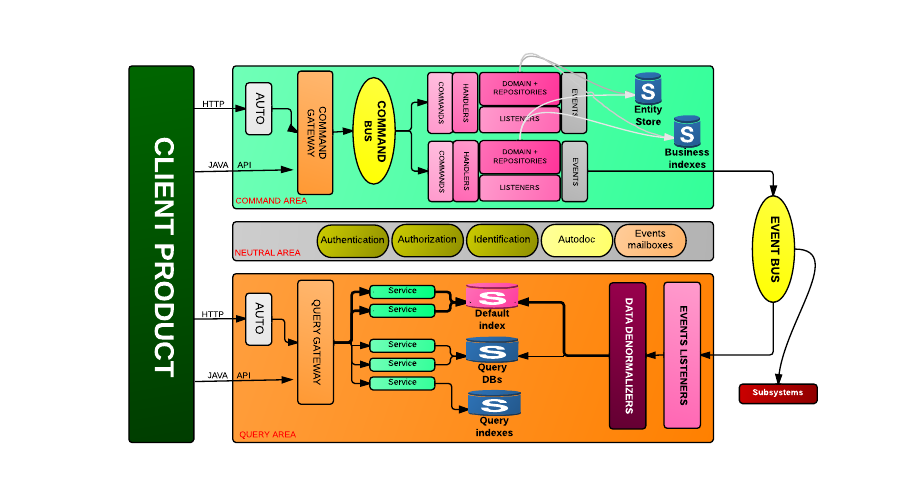 CLIENT PRODUCT
HTTP
JAVA API
AUTO
COMMAND
GATEWAY
COMMAND
BUS
COMMANDS
HANDLERS
DOMAIN +
REPOSITORIES
LISTENERS
EVENTS
COMMANDS
HANDLERS
DOMAIN +
REPOSITORIES
LISTENERS
EVENTS
S
Entity
Store
S
Business
indexes
COMMAND AREA
NEUTRAL AREA
Authentication
Authorization
Identification
Autodoc
Events
mailboxes
EVENT BUS
Subsystems
HTTP
JAVA API
AUTO
QUERY GATEWAY
Service
Service
Service
Service
Service
S
Default
index
S
Query
DBs
S
Query
indexes
DATA DENORMALIZERS
EVENTS LISTENERS
QUERY AREA